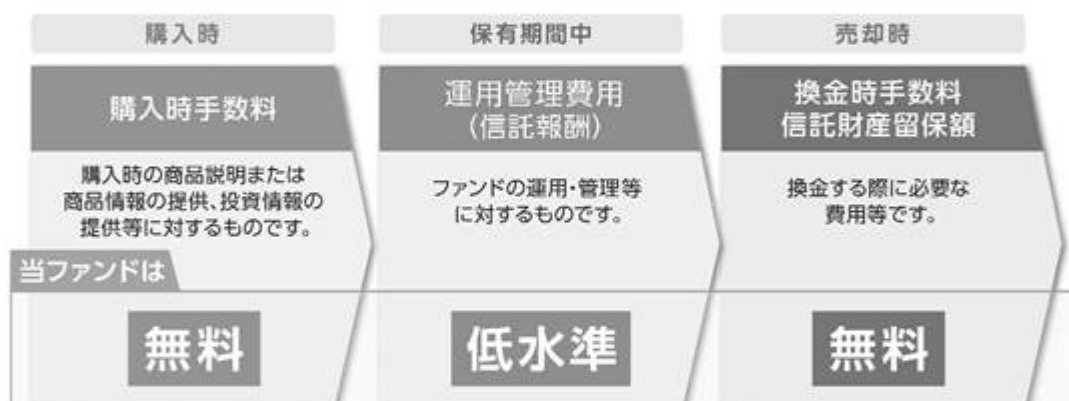 購入時
保有期間中
売却時
購入時手数料
運用管理費用
(信託報酬)
換金時手数料
信託財産留保額
購入時の商品説明または
商品情報の提供、投資情報の
提供等に対するものです。
ファンドの運用・管理等
に対するものです。
換金する際に必要な
費用等です。
当ファンドは
無料
低水準
無料